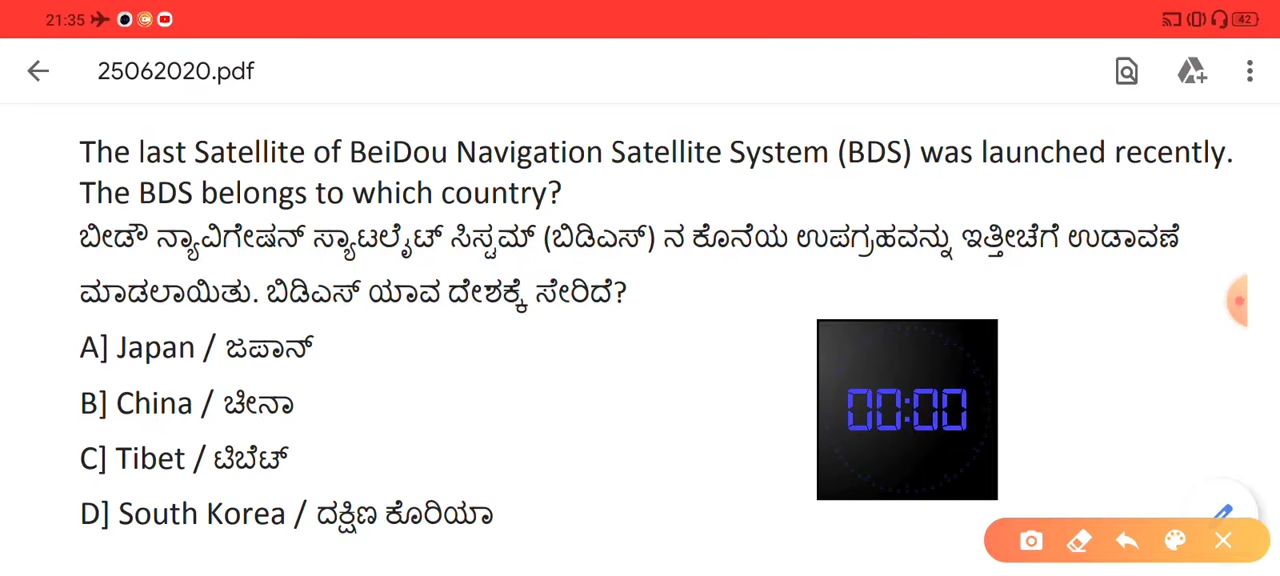 21:35
42
25062020.pdf
The last Satellite of BeiDou Navigation Satellite System (BDS) was launched recently.
The BDS belongs to which country?
ಬೀಡೌ ನ್ಯಾವಿಗೇಷನ್ ಸ್ಯಾಟಲೈಟ್ ಸಿಸ್ಟಮ್ (ಬಿಡಿಎಸ್) ನ ಕೊನೆಯ ಉಪಗ್ರಹವನ್ನು ಇತ್ತೀಚೆಗೆ ಉಡಾವಣೆ
ಮಾಡಲಾಯಿತು. ಬಿಡಿಎಸ್ ಯಾವ ದೇಶಕ್ಕೆ ಸೇರಿದೆ?
A] Japan / ಜಪಾನ್
B] China / ಚೀನಾ
00:00
C] Tibet / ಟಿಬೆಟ್
D] South Korea / ದಕ್ಷಿಣ ಕೊರಿಯಾ